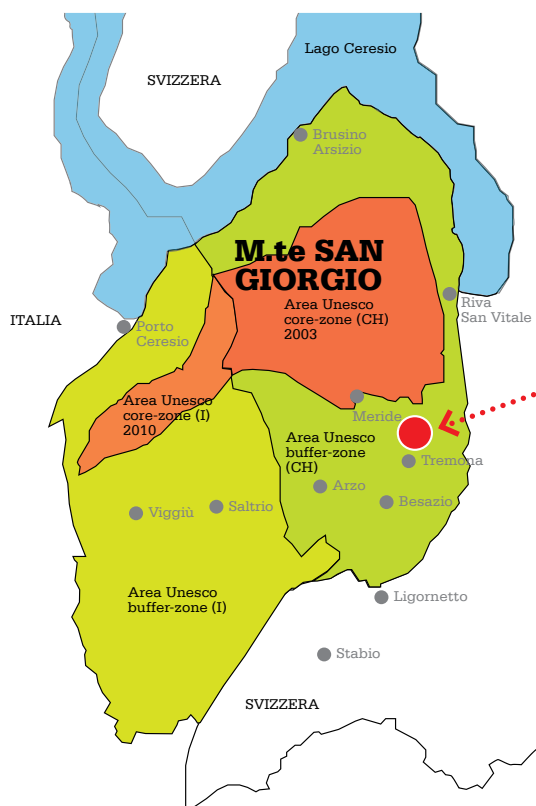 Lago Ceresio
SVIZZERA
Brusino
Arsizio
M.te SAN
GIORGIO
Area Unesco
core-zone (CH)
2003
Riva
San Vitale
ITALIA
Porto
Ceresio
Area Unesco
core-zone (I)
2010
Meride
Area Unesco
buffer-zone
(CH)
Tremona
Arzo
Besazio
Viggiù
Saltrio
Area Unesco
buffer-zone (I)
Ligornetto
Stabio
SVIZZERA